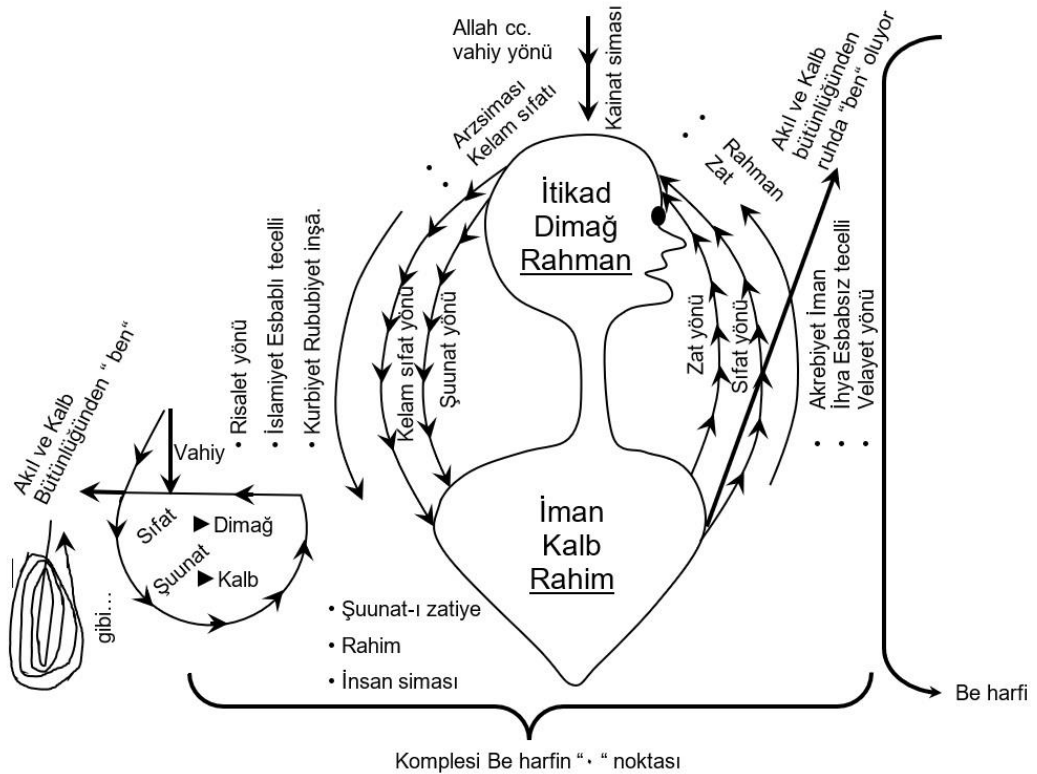 Allah cc.
vahiy yönü
Kainat siması
Arzsiması
Kelam sıfatı
Rahman
Zat
Akıl ve Kalb
bütünlüğünden
ruhda “ben“ oluyor
İtikad
Dimağ
Rahman
Kelam sıfat yönü
Şuunat yönü
Zat yönü
Sıfat yönü
• Risalet yönü
• İslamiyet Esbablı tecelli
• Kurbiyet Rububiyet inşā.
• Akrebiyet İman
• İhya Esbabsız tecelli
• Velayet yönü
Akıl ve Kalb
Bütünlüğünden “ ben“
Vahiy
Sıfat
▶Dimağ
Şuunat
▶Kalb
gibi...
İman
Kalb
Rahim
• Şuunat-ı zatiye
• Rahim
• İnsan siması
Be harfi
Komplesi Be harfin “ · “ noktası